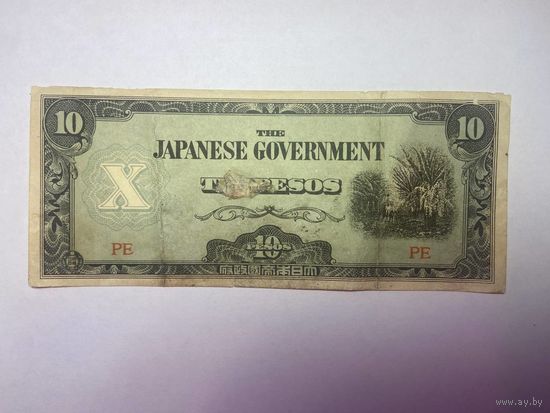 10 10
THE
JAPANESE GOVERNMENT
TEN PESOS
X
PE PE
10
PESOS
大日本帝國政府
www.ay.by